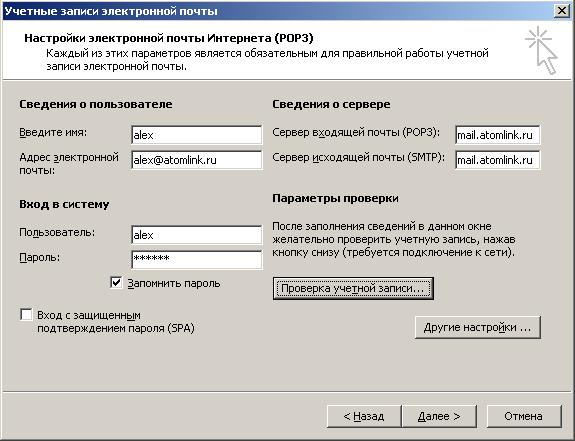 Учетные записи электронной почты
Настройки электронной почты Интернета (POP3)
Каждый из этих параметров является обязательным для правильной работы учетной
записи электронной почты.
Сведения о пользователе
Введите имя:
alex
Адрес электронной
почты:
alex@atomlink.ru
Вход в систему
Пользователь:
alex
Пароль:
******
Запомнить пароль
Вход с защищенным
подтверждением пароля (SPA)
Сведения о сервере
Сервер входящей почты (POP3):
mail.atomlink.ru
Сервер исходящей почты (SMTP):
mail.atomlink.ru
Параметры проверки
После заполнения сведений в данном окне
желательно проверить учетную запись, нажав
кнопку снизу (требуется подключение к сети).
Проверка учетной записи...
Другие настройки ...
< Назад
Далее >
Отмена